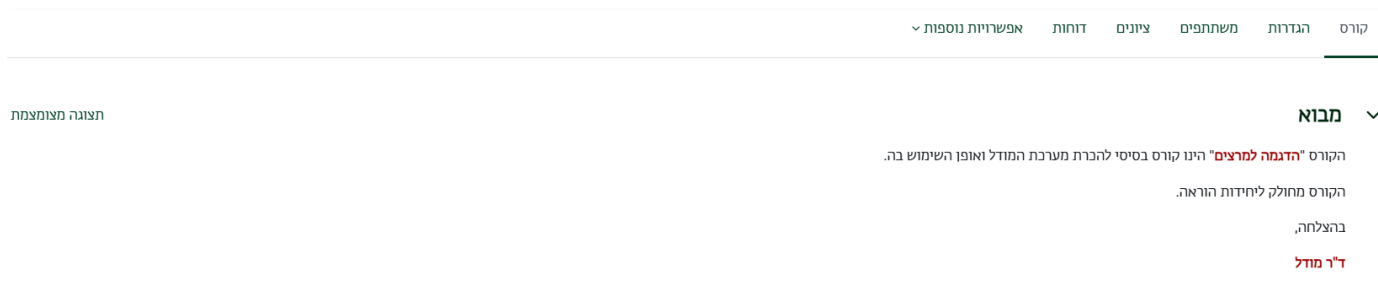 קורס הגדרות משתתפים ציונים דוחות אפשרויות נוספות
מבוא
תצוגה מצומצמת
הקורס "הדגמה למרצים" הינו קורס בסיסי להכרת מערכת המודל ואופן השימוש בה.
הקורס מחולק ליחידות הוראה.
בהצלחה,
ד"ר מודל